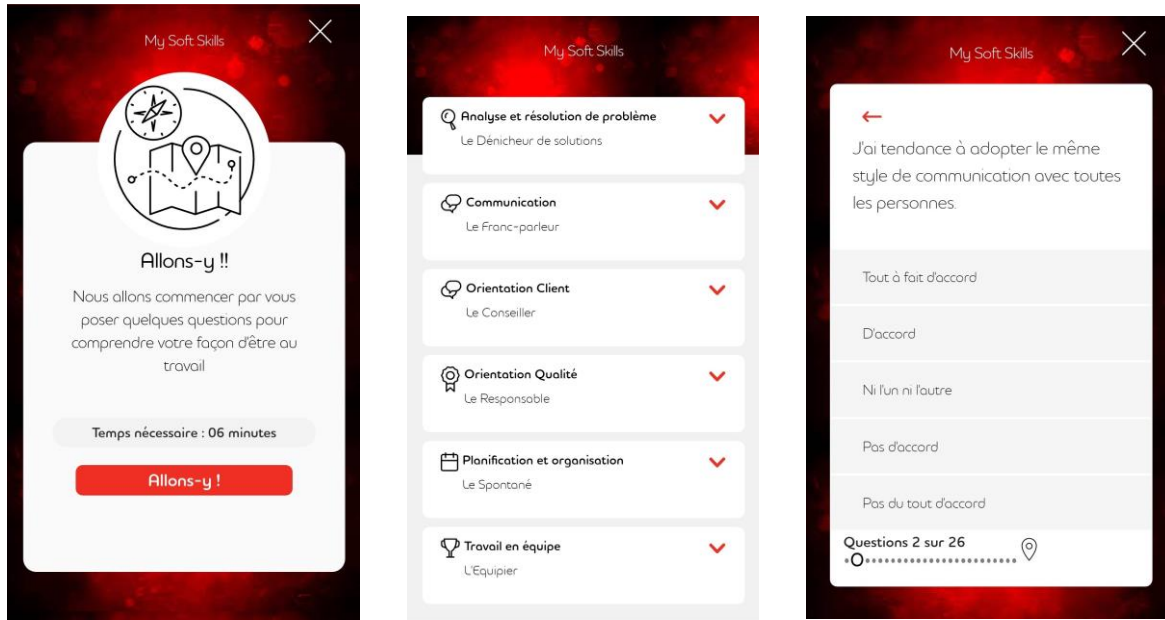 My Soft Skills
Allons-y !!
Nous allons commencer par vous
poser quelques questions pour
comprendre votre façon d'être au
travail
Temps nécessaire : 06 minutes
Allons-y !
My Soft Skills
Analyse et résolution de problème
Le Dénicheur de solutions
Communication
Le Franc-parleur
Orientation Client
Le Conseiller
Orientation Qualité
Le Responsable
Planification et organisation
Le Spontané
Travail en équipe
L'Equipier
My Soft Skills
J'ai tendance à adopter le même
style de communication avec toutes
les personnes.
Tout à fait d'accord
D'accord
Ni l'un ni l'autre
Pas d'accord
Pas du tout d'accord
Questions 2 sur 26